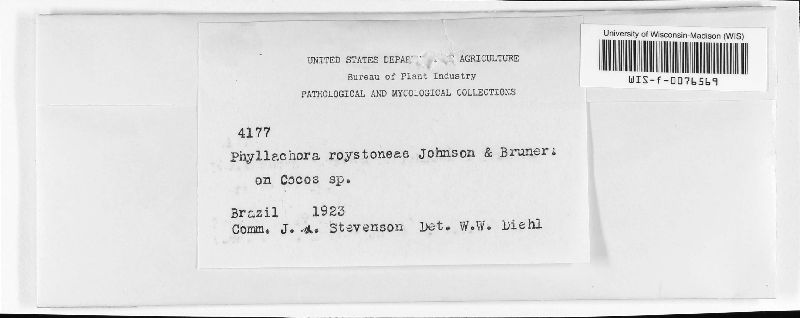 University of Wisconsin-Madison (WIS)
WIS-f-0076569
UNITED STATES AGRICULTURE
Bureau of Plant Industry
PATHOLOGICAL AND MYCOLOGICAL COLLECTIONS
4177
Phyllachora roystoneae Johnson & Bruner.
on Cocos sp.
Brazil 1923
Comm. J. A. Stevenson Det. W.W. Diehl